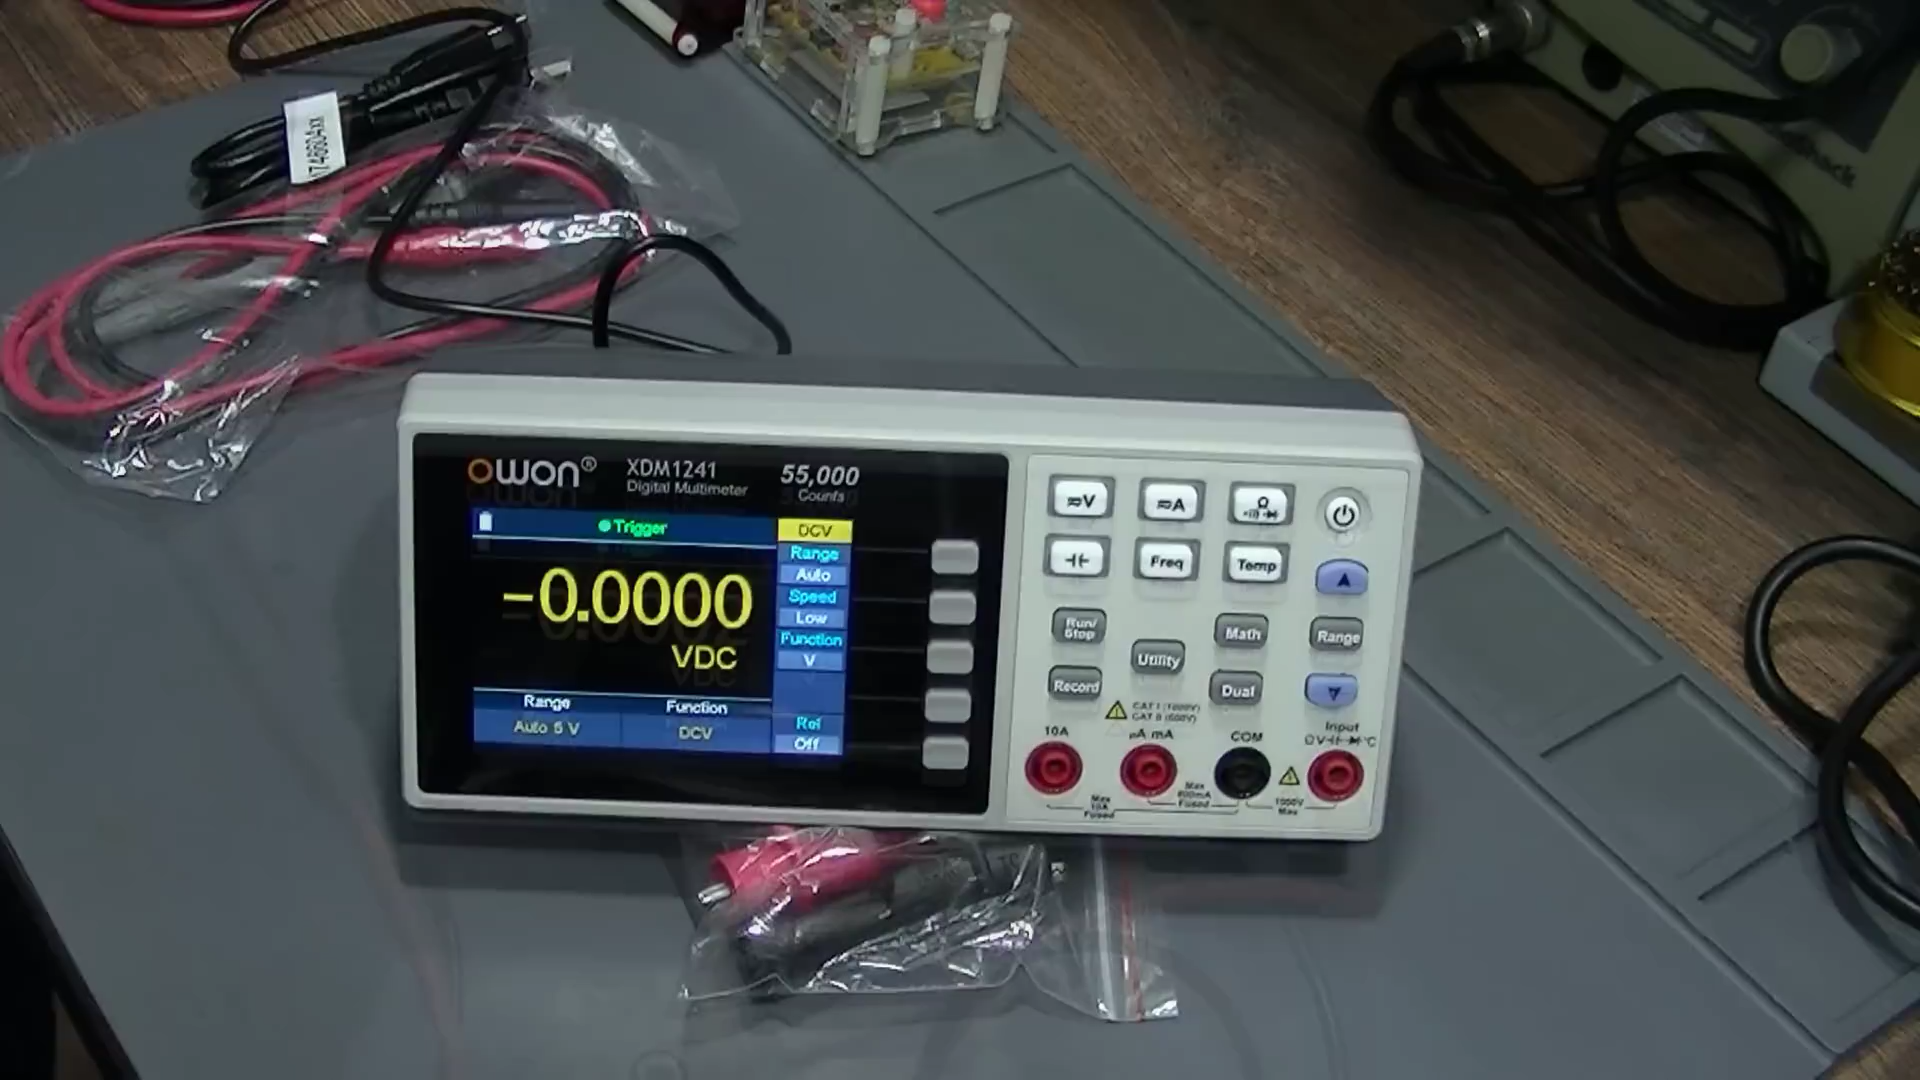 owon®
XDM1241
Digital Multimeter
55,000
Counts
Trigger
DCV
Range
Auto
Speed
Low
Function
V
-0.0000
VDC
Range
Function
Auto 5 V
DCV
Rel
Off
V
A
Ω
Freq
Temp
Run/
Stop
Math
Range
Utility
Record
Dual
CAT I (1000V)
CAT II (600V)
10A
μA mA
COM
Input
Ω V °C
Max
10A
Fused
Max
600mA
Fused
1000V
Max